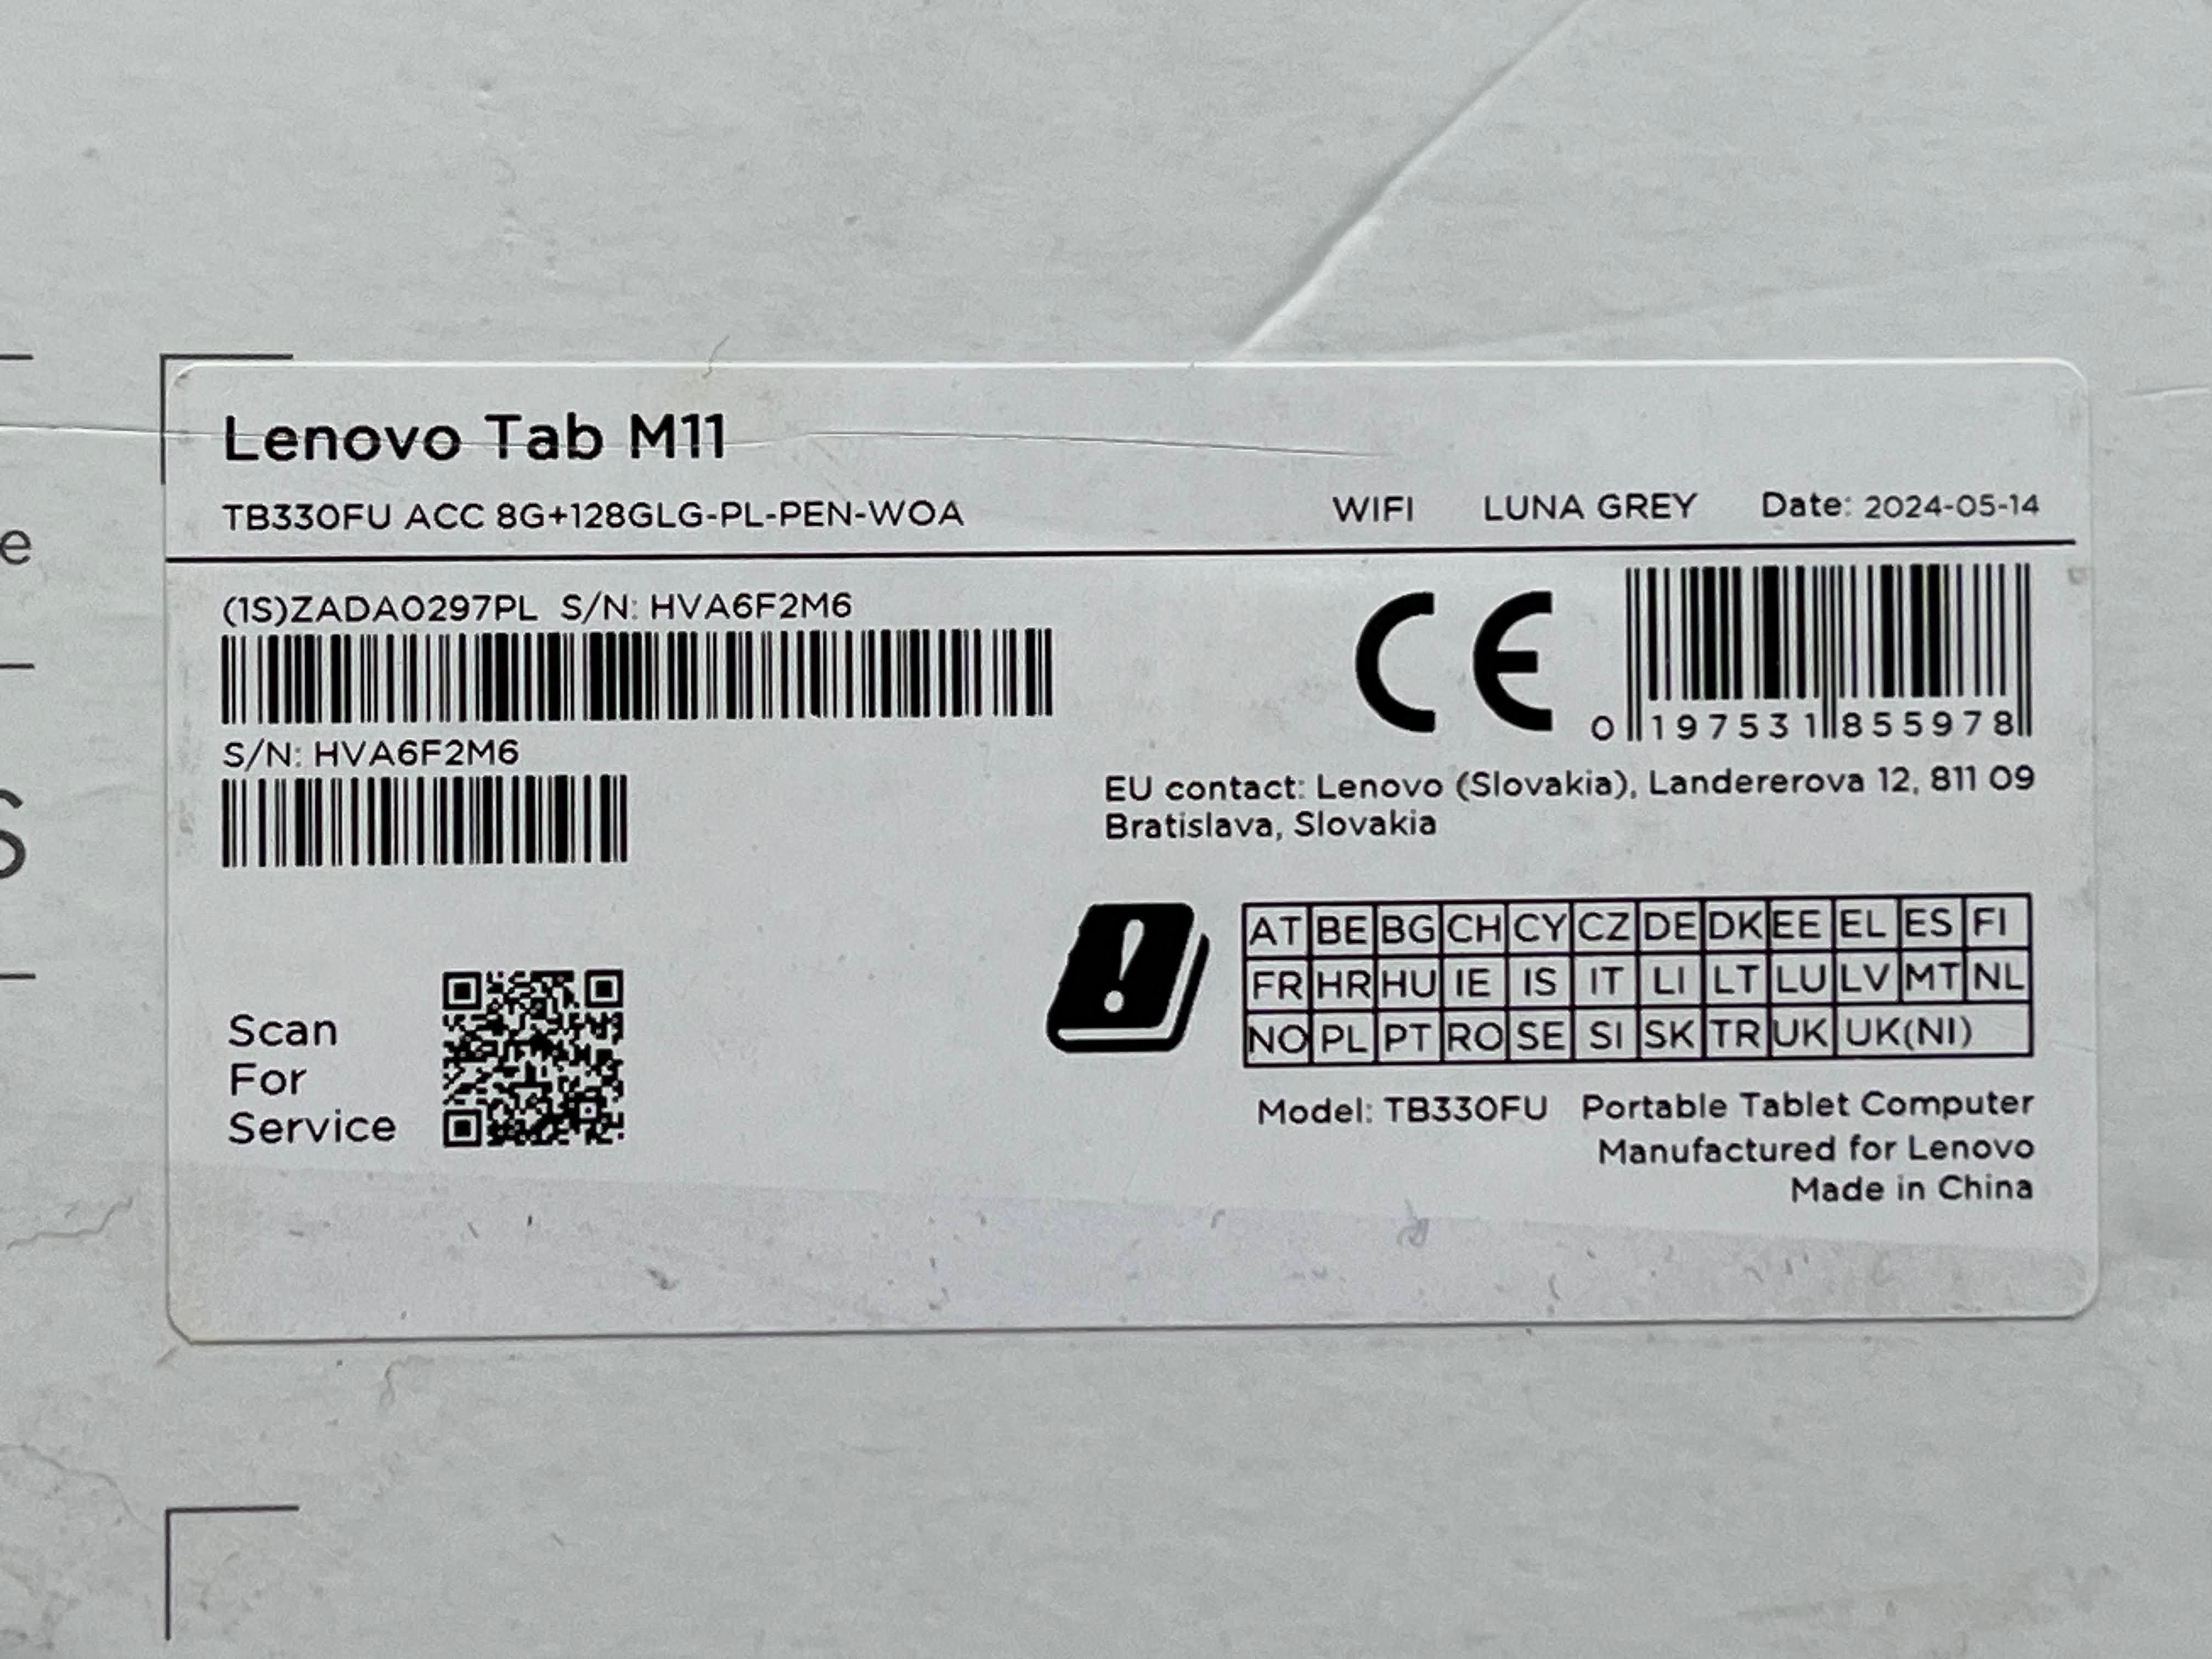 Lenovo Tab M11
TB330FU ACC 8G+128GLG-PL-PEN-WOA WIFI LUNA GREY Date: 2024-05-14
(1S)ZADA0297PL S/N: HVA6F2M6
S/N: HVA6F2M6
CE
0 197531 855978
EU contact: Lenovo (Slovakia), Landererova 12, 811 09
Bratislava, Slovakia
AT BE BG CH CY CZ DE DK EE EL ES FI
FR HR HU IE IS IT LI LT LU LV MT NL
NO PL PT RO SE SI SK TR UK UK(NI)
Scan
For
Service
Model: TB330FU Portable Tablet Computer
Manufactured for Lenovo
Made in China
e
S